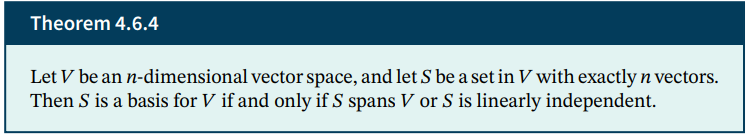 Theorem 4.6.4
Let V be an n-dimensional vector space, and let S be a set in V with exactly n vectors.
Then S is a basis for V if and only if S spans V or S is linearly independent.